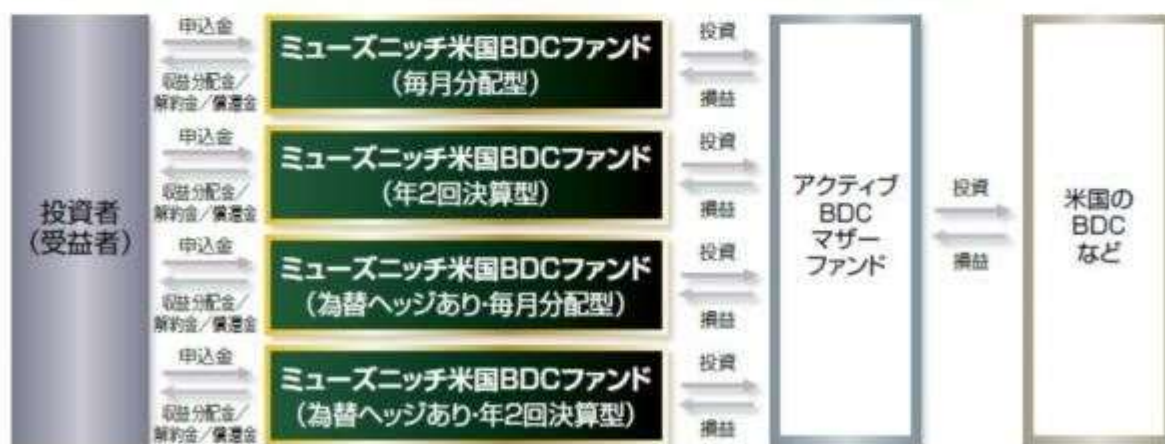 投資者
(受益者)
申込金
収益分配金/
解約金/償還金
ミューズニッチ米国BDCファンド
(毎月分配型)
投資
損益
申込金
収益分配金/
解約金/償還金
ミューズニッチ米国BDCファンド
(年2回決算型)
投資
損益
申込金
収益分配金/
解約金/償還金
ミューズニッチ米国BDCファンド
(為替ヘッジあり・毎月分配型)
投資
損益
申込金
収益分配金/
解約金/償還金
ミューズニッチ米国BDCファンド
(為替ヘッジあり・年2回決算型)
投資
損益
アクティブ
BDC
マザー
ファンド
投資
損益
米国の
BDC
など